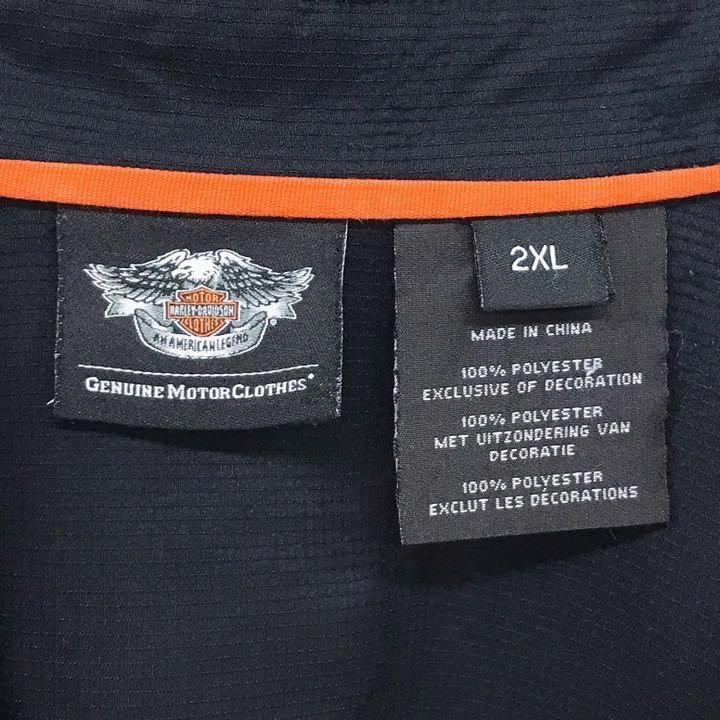 MOTOR
HARLEY-DAVIDSON
CLOTHES
AN AMERICAN LEGEND
GENUINE MOTORCLOTHES®
2XL
MADE IN CHINA
100% POLYESTER
EXCLUSIVE OF DECORATION
100% POLYESTER
MET UITZONDERING VAN
DECORATIE
100% POLYESTER
EXCLUT LES DÉCORATIONS